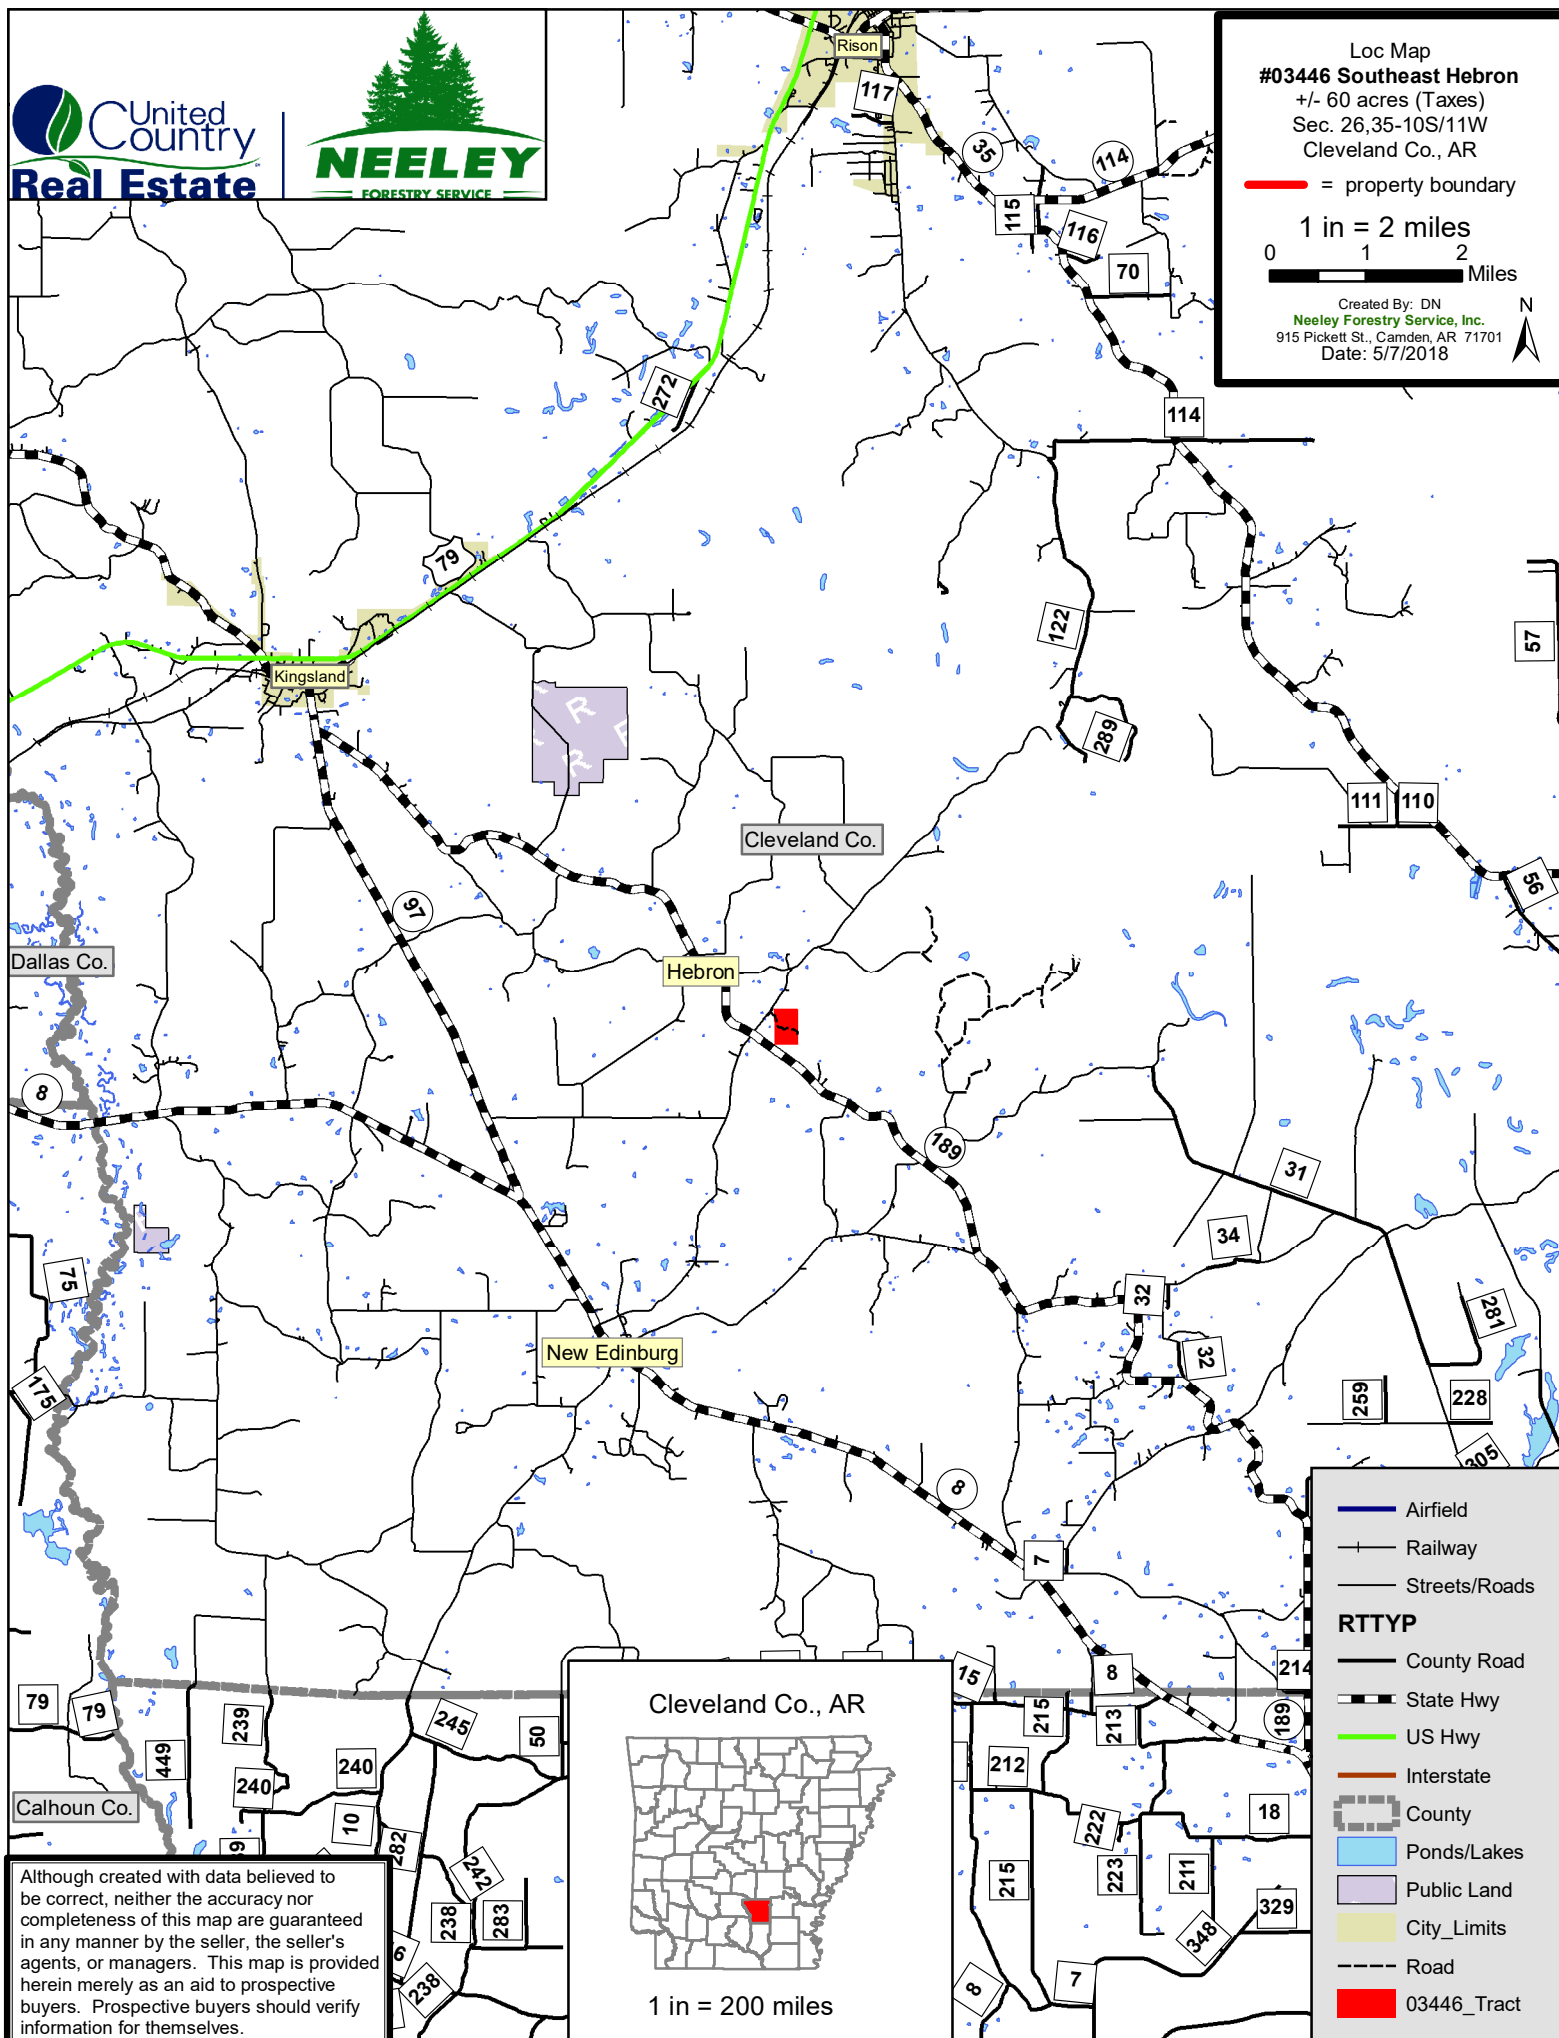 United
Country
Real Estate
NEELEY
FORESTRY SERVICE
Loc Map
#03446 Southeast Hebron
+/- 60 acres (Taxes)
Sec. 26,35-10S/11W
Cleveland Co., AR
= property boundary
1 in = 2 miles
0 1 2
Miles
Created By: DN
Neeley Forestry Service, Inc.
915 Pickett St., Camden, AR 71701
Date: 5/7/2018
N
Rison
117
35
114
115
116
70
272
114
79
122
57
Kingsland
R
R
289
111
110
Cleveland Co.
56
97
Dallas Co.
Hebron
8
189
31
34
75
32
281
New Edinburg
32
175
259
228
305
8
7
15
8
214
79
79
239
245
50
215
213
189
449
240
240
212
Calhoun Co.
10
282
222
18
242
215
223
211
238
283
329
348
238
8
7
Cleveland Co., AR
1 in = 200 miles
Airfield
Railway
Streets/Roads
RTTYP
County Road
State Hwy
US Hwy
Interstate
County
Ponds/Lakes
Public Land
City_Limits
Road
03446_Tract
Although created with data believed to
be correct, neither the accuracy nor
completeness of this map are guaranteed
in any manner by the seller, the seller's
agents, or managers. This map is provided
herein merely as an aid to prospective
buyers. Prospective buyers should verify
information for themselves.